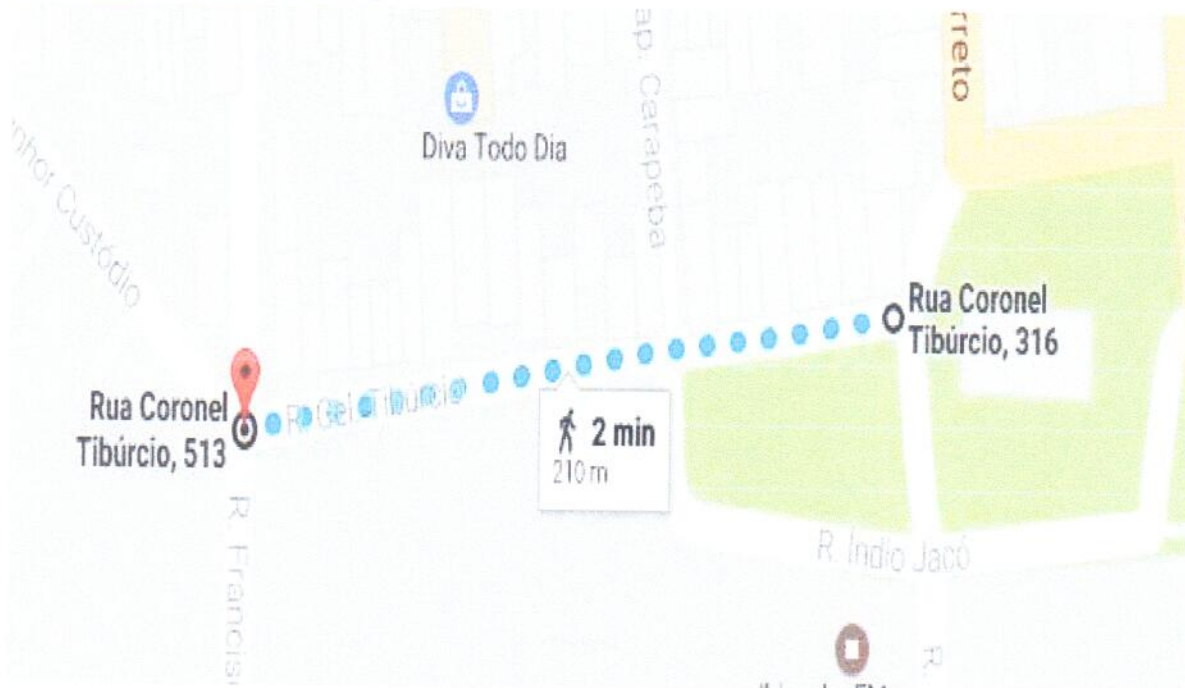 rreto
ap. Carapeba
Diva Todo Dia
nhor Custódio
Rua Coronel
Tibúrcio, 316
Rua Coronel
Tibúrcio, 513
R. Cel. Tibúrcio
2 min
210 m
R. Francis
R. Índio Jacó
R.